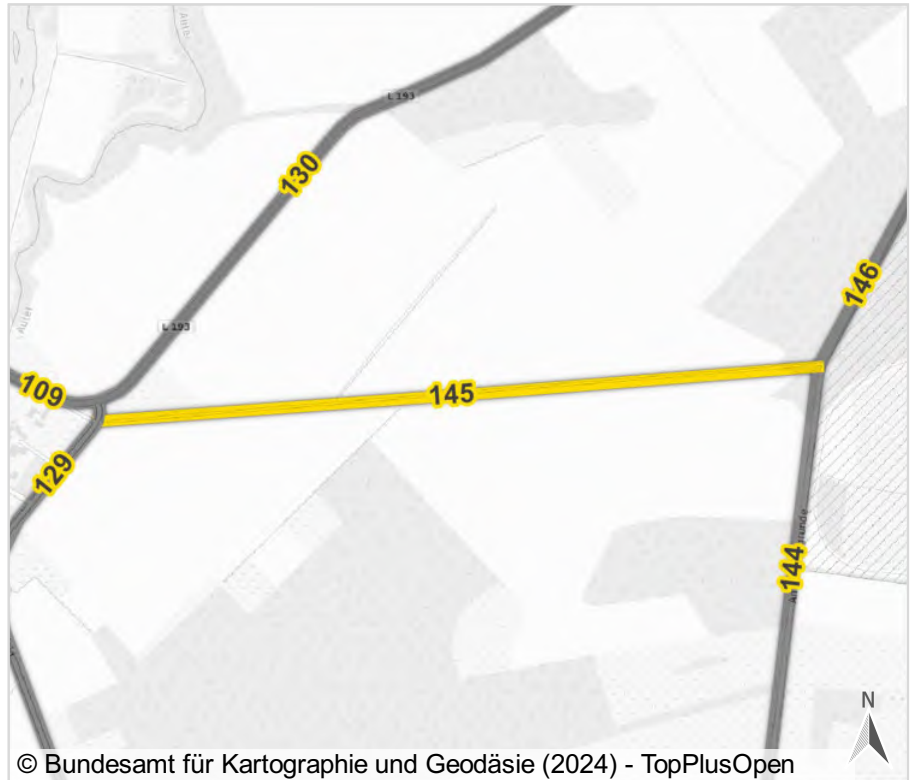 L 193
130
146
L 193
109
145
129
144
N
© Bundesamt für Kartographie und Geodäsie (2024) - TopPlusOpen